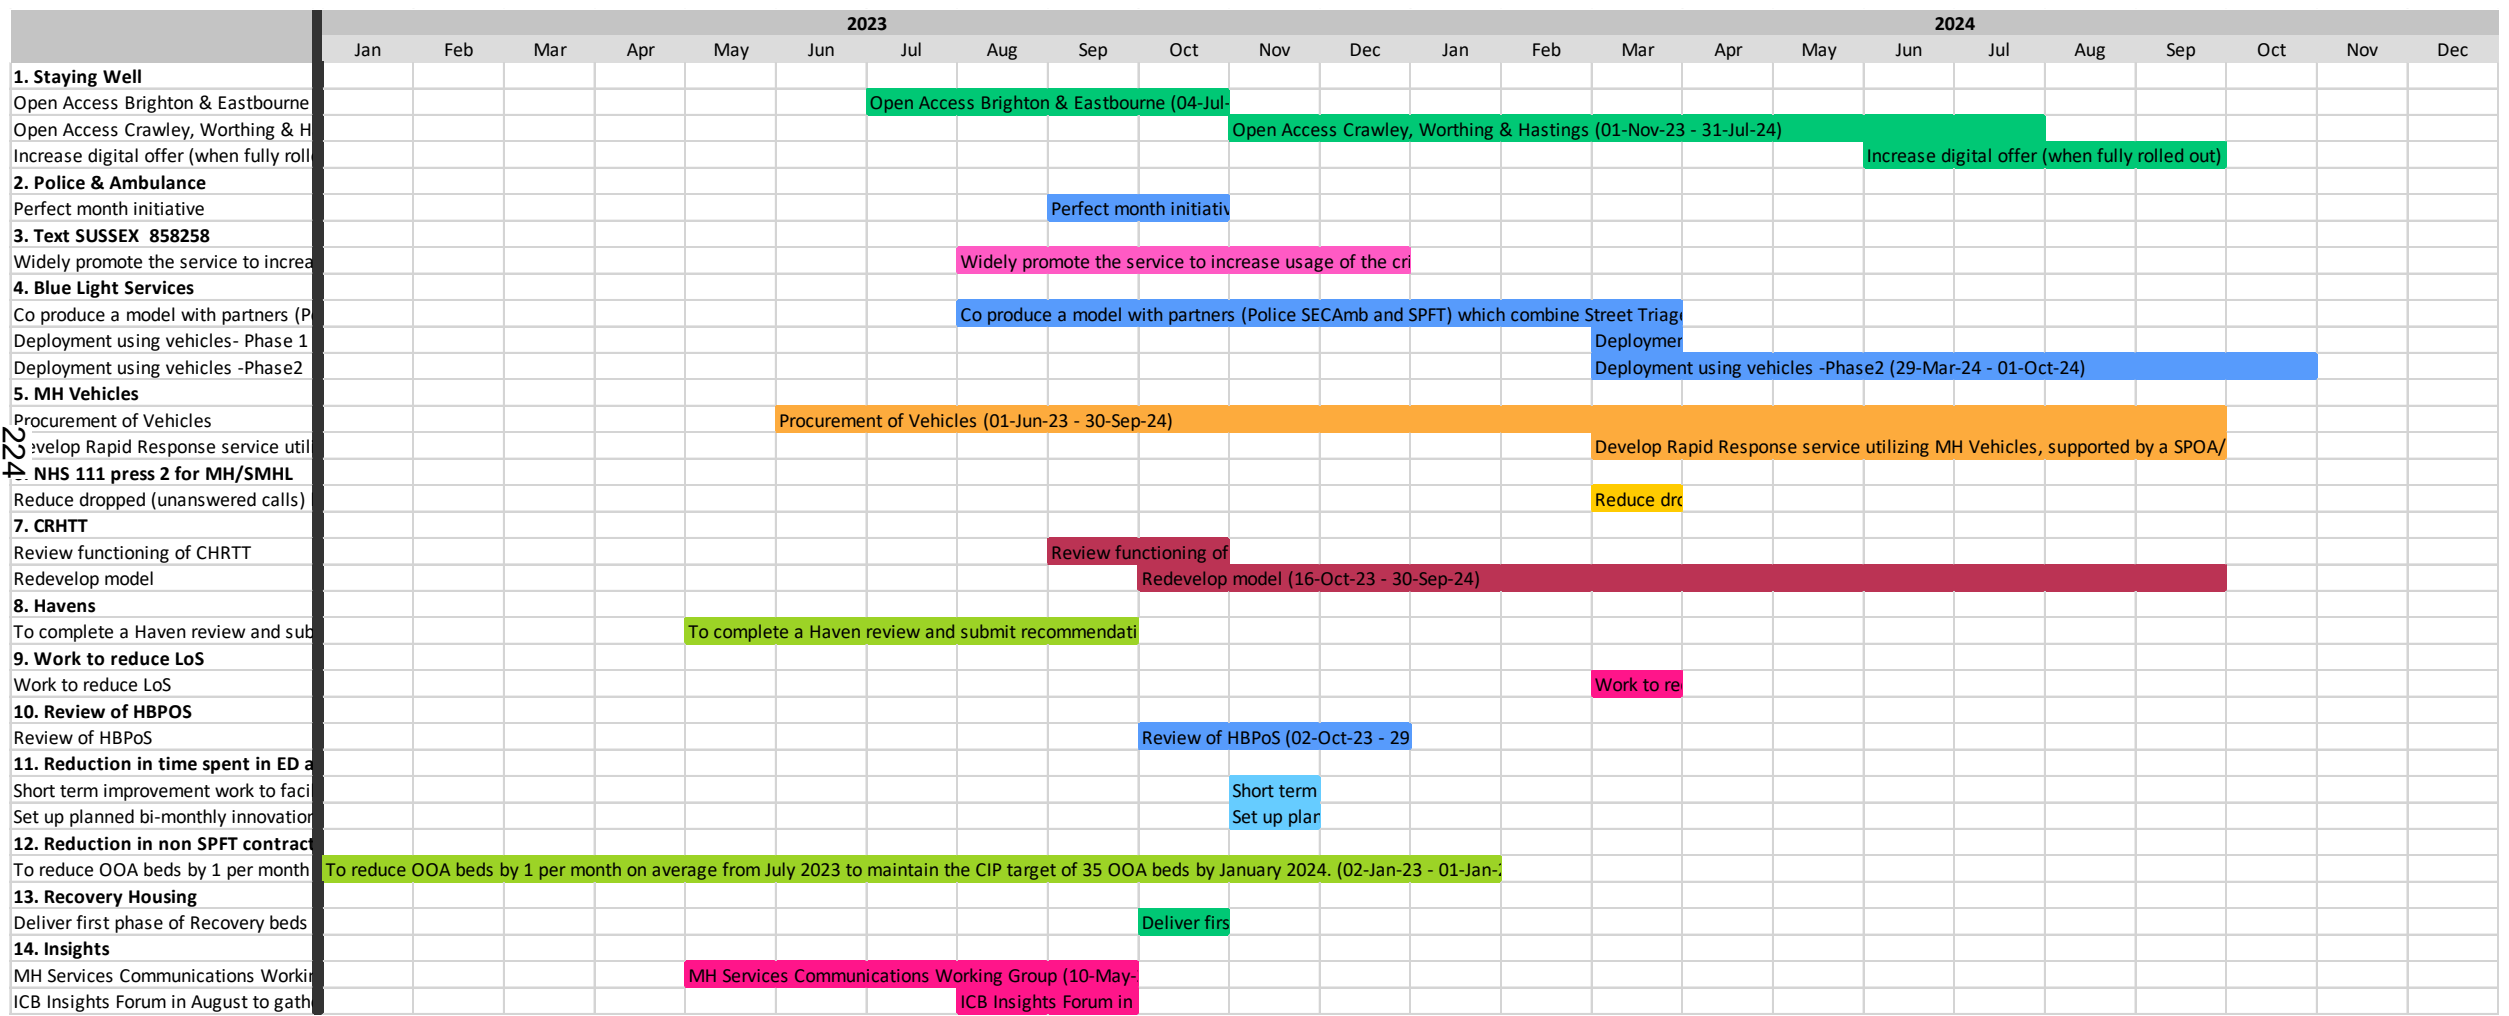 2023 2024
Jan Feb Mar Apr May Jun Jul Aug Sep Oct Nov Dec Jan Feb Mar Apr May Jun Jul Aug Sep Oct Nov Dec
1. Staying Well
Open Access Brighton & Eastbourne Open Access Brighton & Eastbourne (04-Jul-
Open Access Crawley, Worthing & H Open Access Crawley, Worthing & Hastings (01-Nov-23 - 31-Jul-24)
Increase digital offer (when fully roll Increase digital offer (when fully rolled out)
2. Police & Ambulance
Perfect month initiative Perfect month initiativ
3. Text SUSSEX 858258
Widely promote the service to increa Widely promote the service to increase usage of the cri
4. Blue Light Services
Co produce a model with partners (P Co produce a model with partners (Police SECAmb and SPFT) which combine Street Triag
Deployment using vehicles- Phase 1 Deploymen
Deployment using vehicles -Phase2 Deployment using vehicles -Phase2 (29-Mar-24 - 01-Oct-24)
5. MH Vehicles
Procurement of Vehicles Procurement of Vehicles (01-Jun-23 - 30-Sep-24)
evelop Rapid Response service util Develop Rapid Response service utilizing MH Vehicles, supported by a SPOA/
224
NHS 111 press 2 for MH/SMHL
Reduce dropped (unanswered calls) Reduce dro
7. CRHTT
Review functioning of CHRTT Review functioning of
Redevelop model Redevelop model (16-Oct-23 - 30-Sep-24)
8. Havens
To complete a Haven review and sub To complete a Haven review and submit recommendati
9. Work to reduce LoS
Work to reduce LoS Work to re
10. Review of HBPOS
Review of HBPoS Review of HBPoS (02-Oct-23 - 29
11. Reduction in time spent in ED a
Short term improvement work to faci Short term
Set up planned bi-monthly innovation Set up plan
12. Reduction in non SPFT contract
To reduce OOA beds by 1 per month To reduce OOA beds by 1 per month on average from July 2023 to maintain the CIP target of 35 OOA beds by January 2024. (02-Jan-23 - 01-Jan-2
13. Recovery Housing
Deliver first phase of Recovery beds Deliver firs
14. Insights
MH Services Communications Workin MH Services Communications Working Group (10-May-
ICB Insights Forum in August to gath ICB Insights Forum in